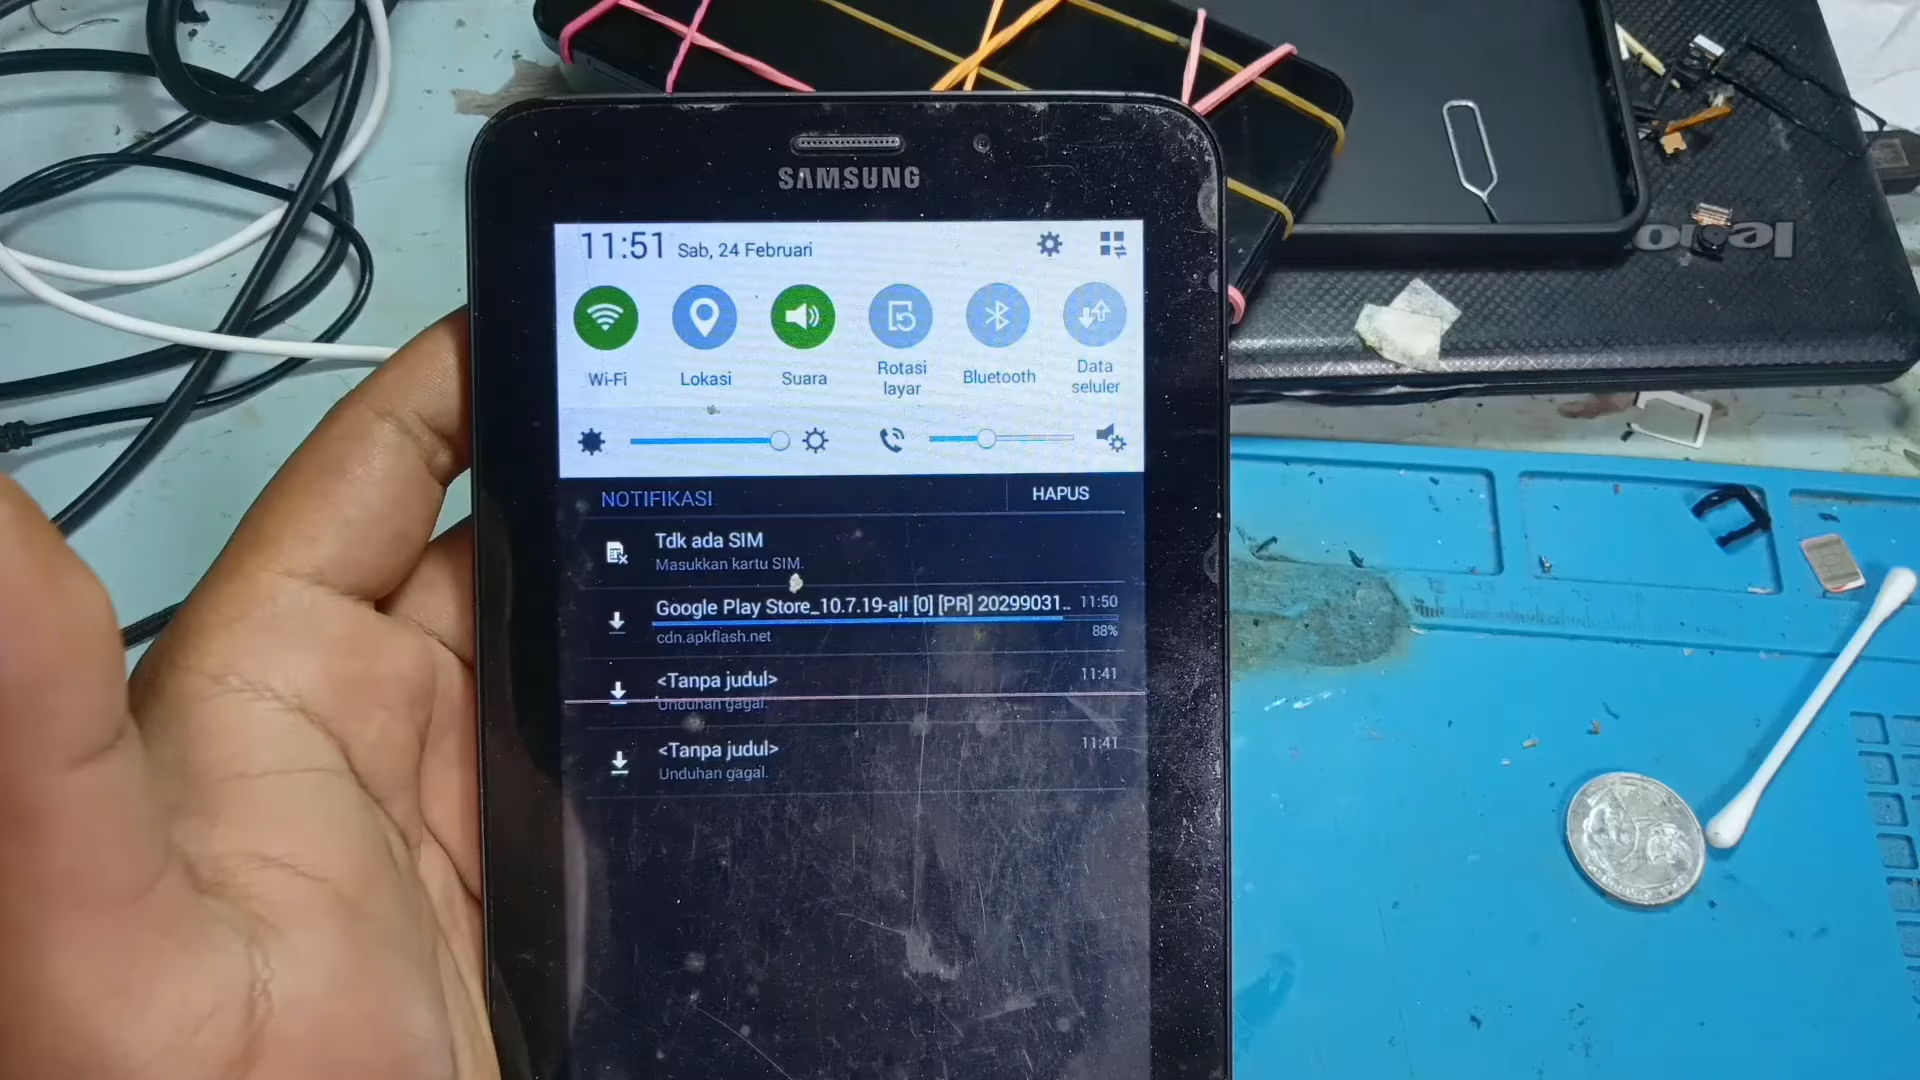 SAMSUNG
11:51 Sab, 24 Februari
Wi-Fi
Lokasi
Suara
Rotasi
layar
Bluetooth
Data
seluler
NOTIFIKASI
HAPUS
Tdk ada SIM
Masukkan kartu SIM.
Google Play Store_10.7.19-all [0] [PR] 20299031.. 11:50
cdn.apkflash.net 88%
<Tanpa judul> 11:41
Unduhan gagal.
<Tanpa judul> 11:41
Unduhan gagal.